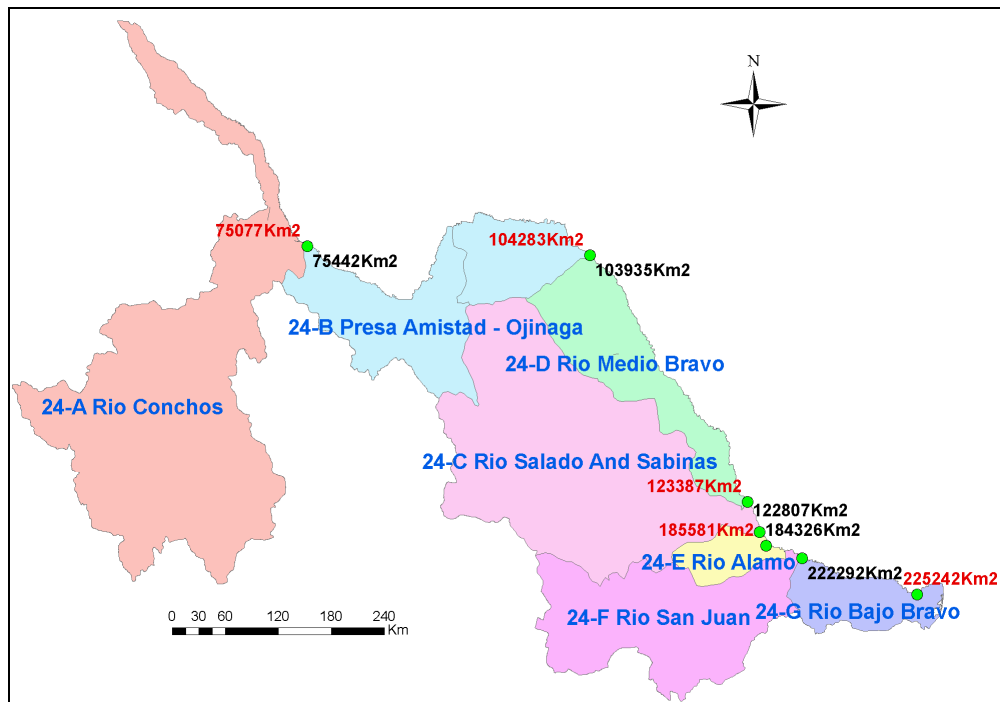 N
75077Km2
104283Km2
75442Km2
103935Km2
24-B Presa Amistad - Ojinaga
24-D Rio Medio Bravo
24-A Rio Conchos
24-C Rio Salado And Sabinas
123387Km2
122807Km2
185581Km2
184326Km2
24-E Rio Alamo
222292Km2
225242Km2
24-F Rio San Juan
24-G Rio Bajo Bravo
0 30 60 120 180 240
Km